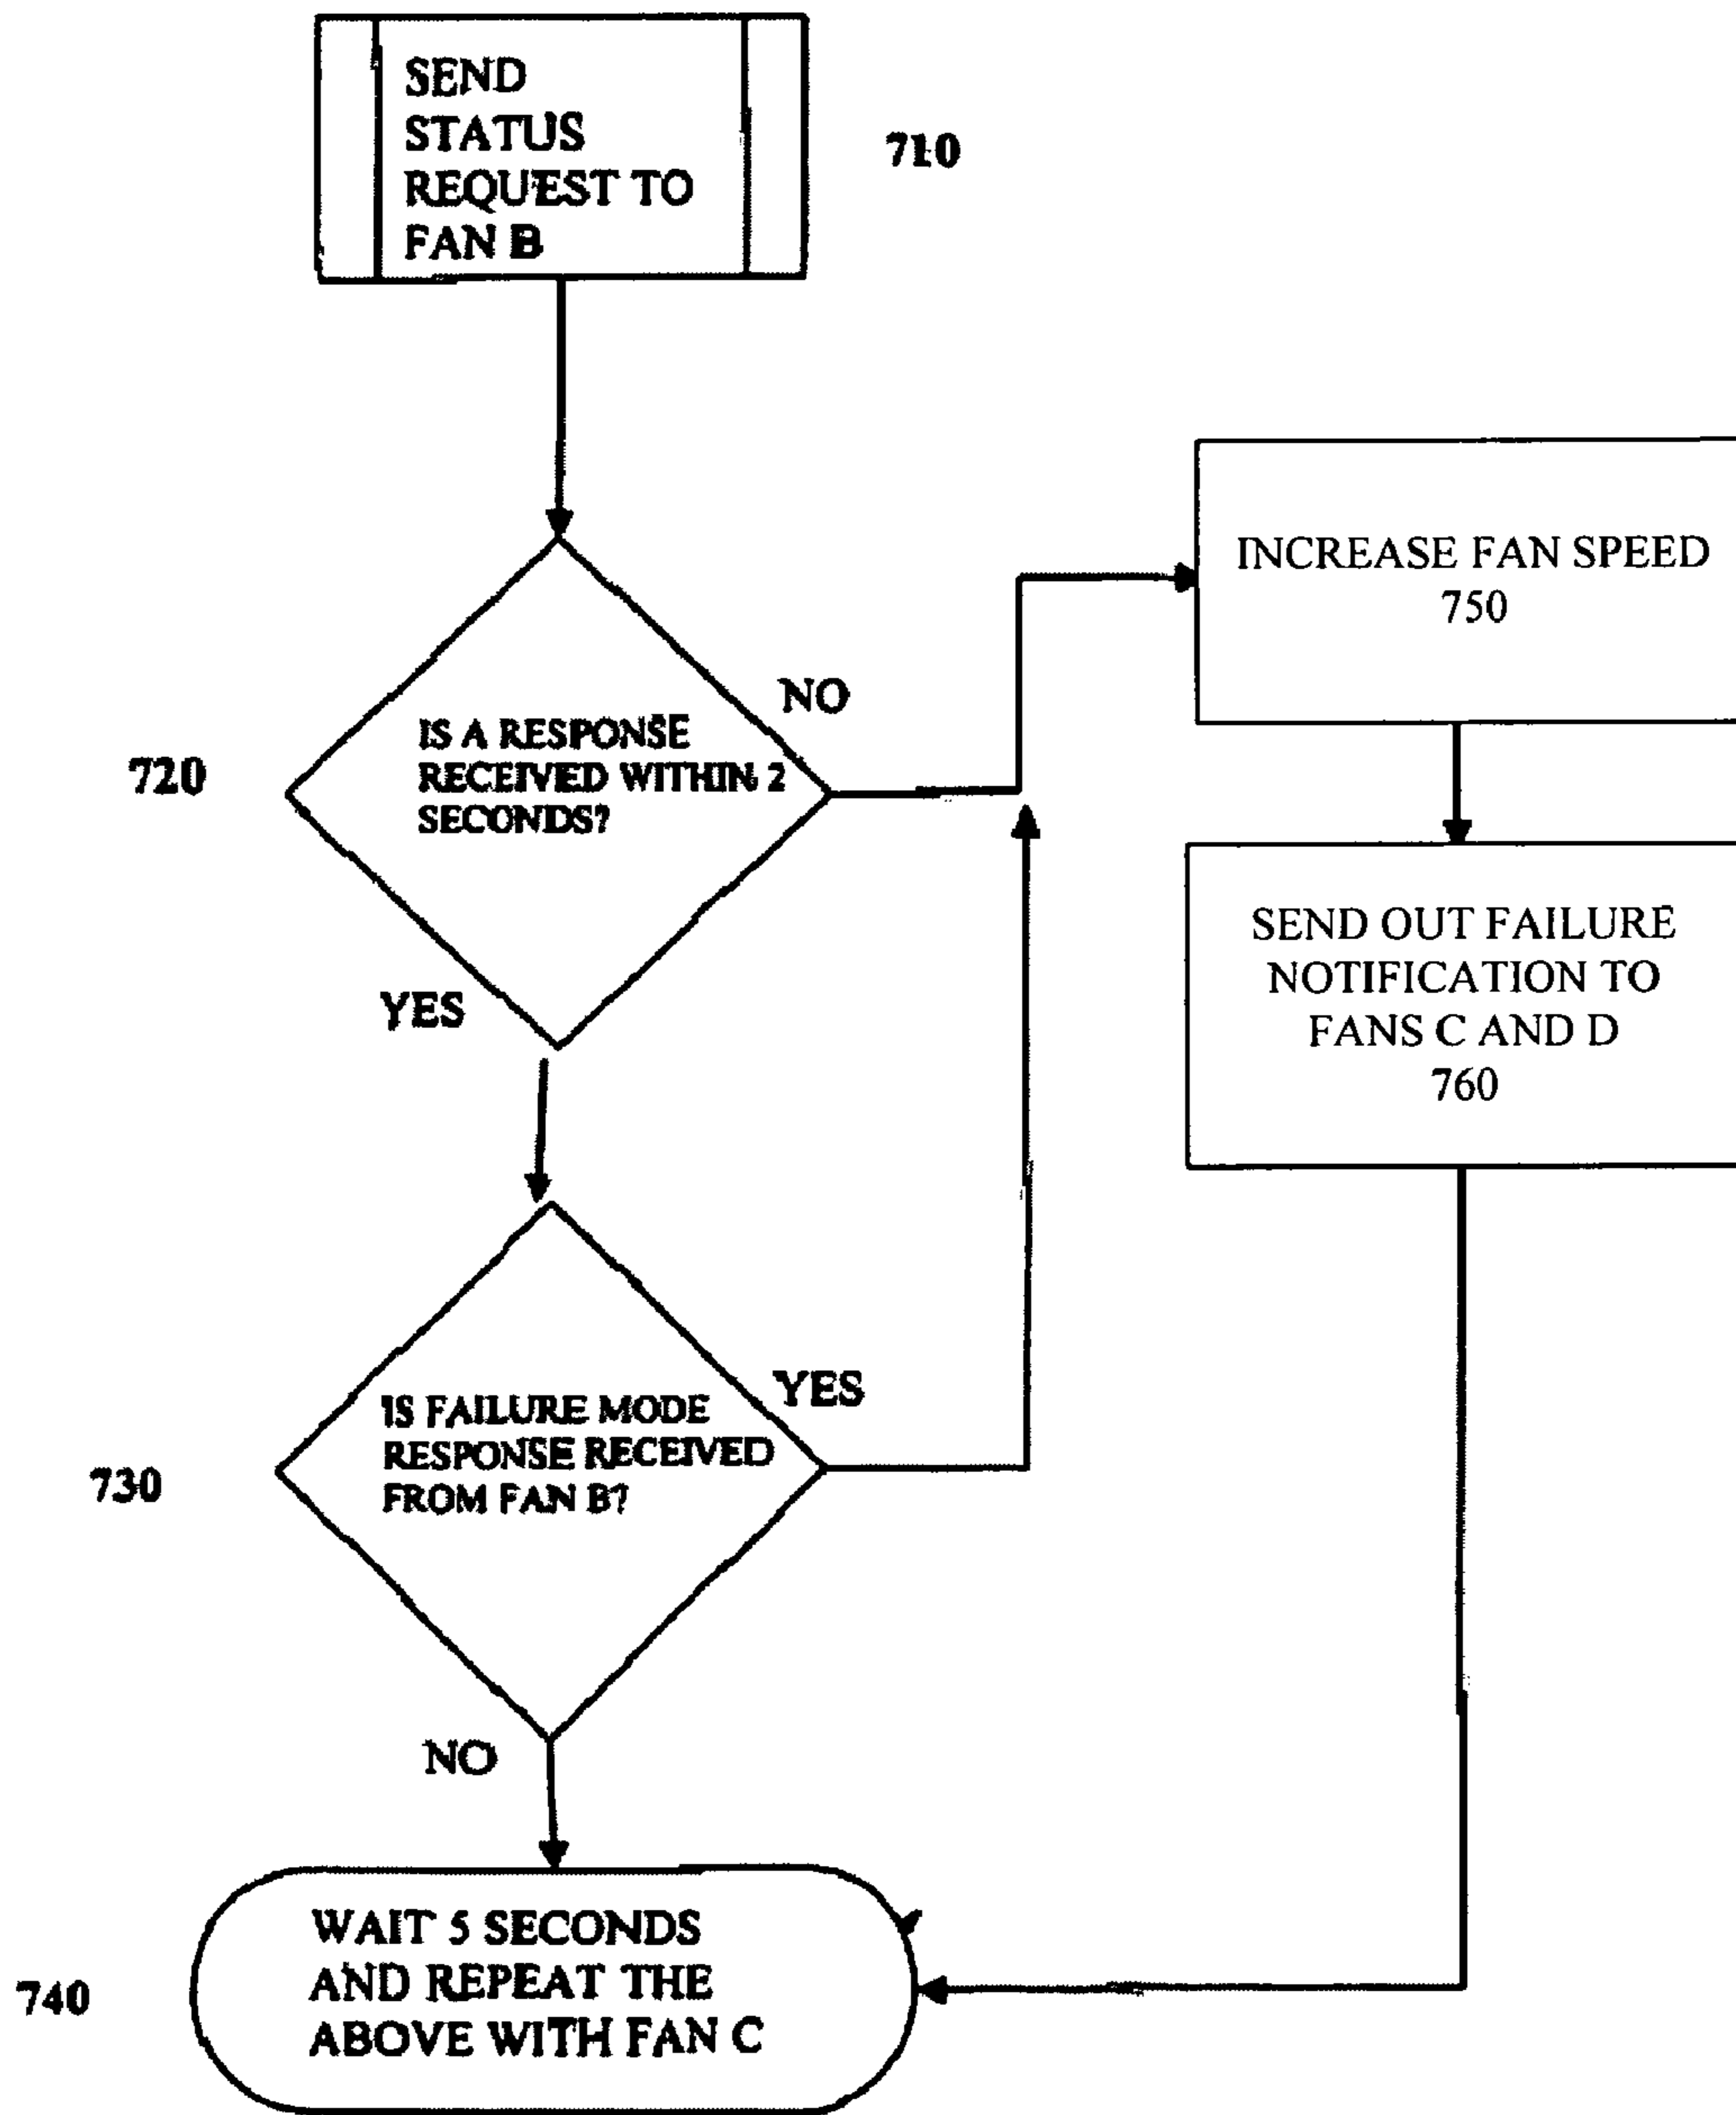 SEND
STATUS
REQUEST TO
FAN B
710
INCREASE FAN SPEED
750
NO
IS A RESPONSE
RECEIVED WITHIN 2
SECONDS?
720
YES
SEND OUT FAILURE
NOTIFICATION TO
FANS C AND D
760
YES
IS FAILURE MODE
RESPONSE RECEIVED
FROM FAN B?
730
NO
WAIT 5 SECONDS
AND REPEAT THE
ABOVE WITH FAN C
740